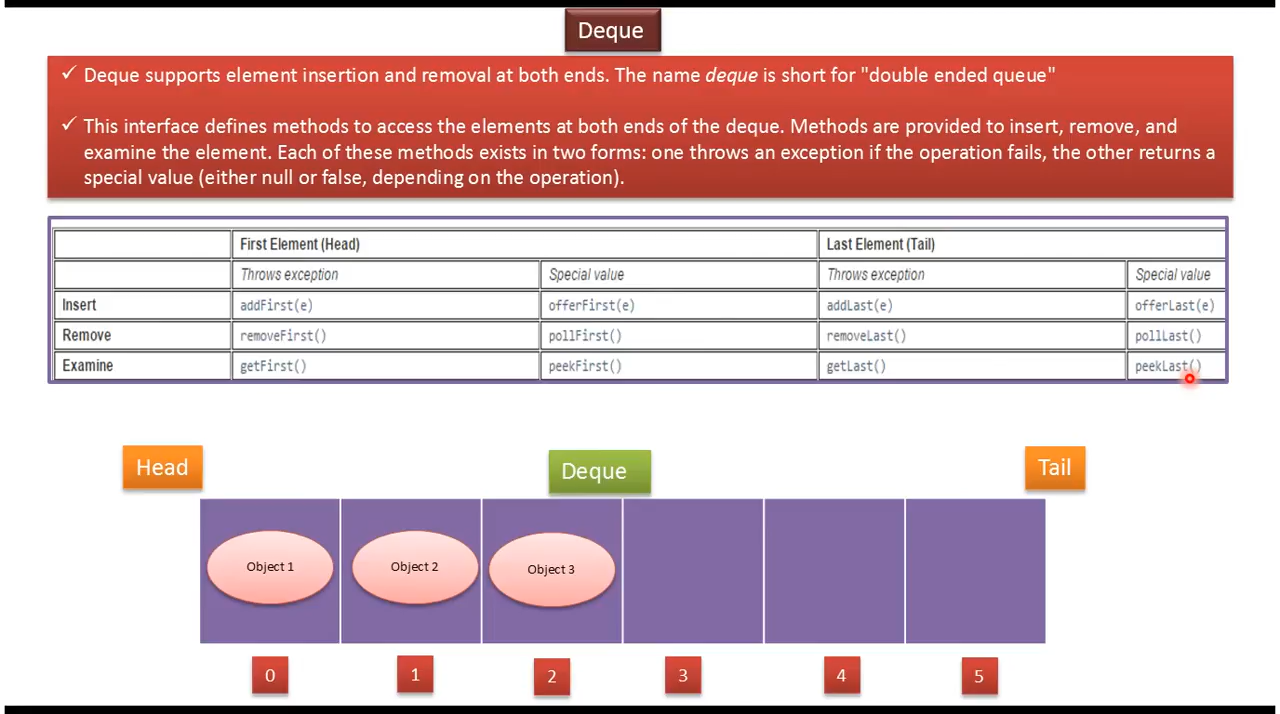 Deque
✓ Deque supports element insertion and removal at both ends. The name deque is short for "double ended queue"
✓ This interface defines methods to access the elements at both ends of the deque. Methods are provided to insert, remove, and
examine the element. Each of these methods exists in two forms: one throws an exception if the operation fails, the other returns a
special value (either null or false, depending on the operation).
First Element (Head) Last Element (Tail)
Throws exception Special value Throws exception Special value
Insert addFirst(e) offerFirst(e) addLast(e) offerLast(e)
Remove removeFirst() pollFirst() removeLast() pollLast()
Examine getFirst() peekFirst() getLast() peekLast()
Head Deque Tail
Object 1 Object 2 Object 3
0 1 2 3 4 5